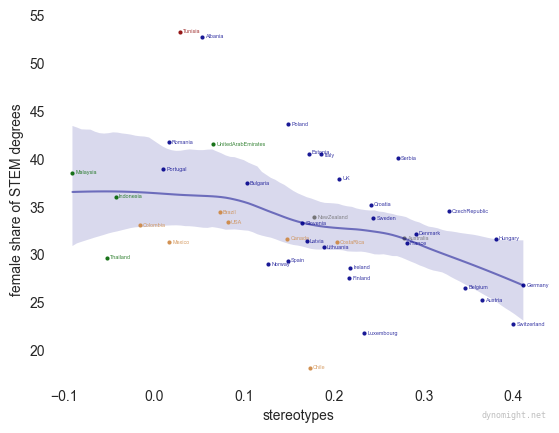 55
Tunisia
Albania
50
45
Poland
Romania
UnitedArabEmirates
Estonia
Italy
Serbia
40
Malaysia
Portugal
UK
Bulgaria
Indonesia
Croatia
35
Brazil
CzechRepublic
NewZealand
Sweden
Colombia
USA
Slovenia
Denmark
Mexico
Canada
Latvia
CostaRica
Australia
France
Hungary
Lithuania
30
Thailand
Norway
Spain
Ireland
Finland
Belgium
Germany
25
Austria
Luxembourg
Switzerland
20
Chile
female share of STEM degrees
−0.1
0.0
0.1
0.2
0.3
0.4
stereotypes
dynomight.net